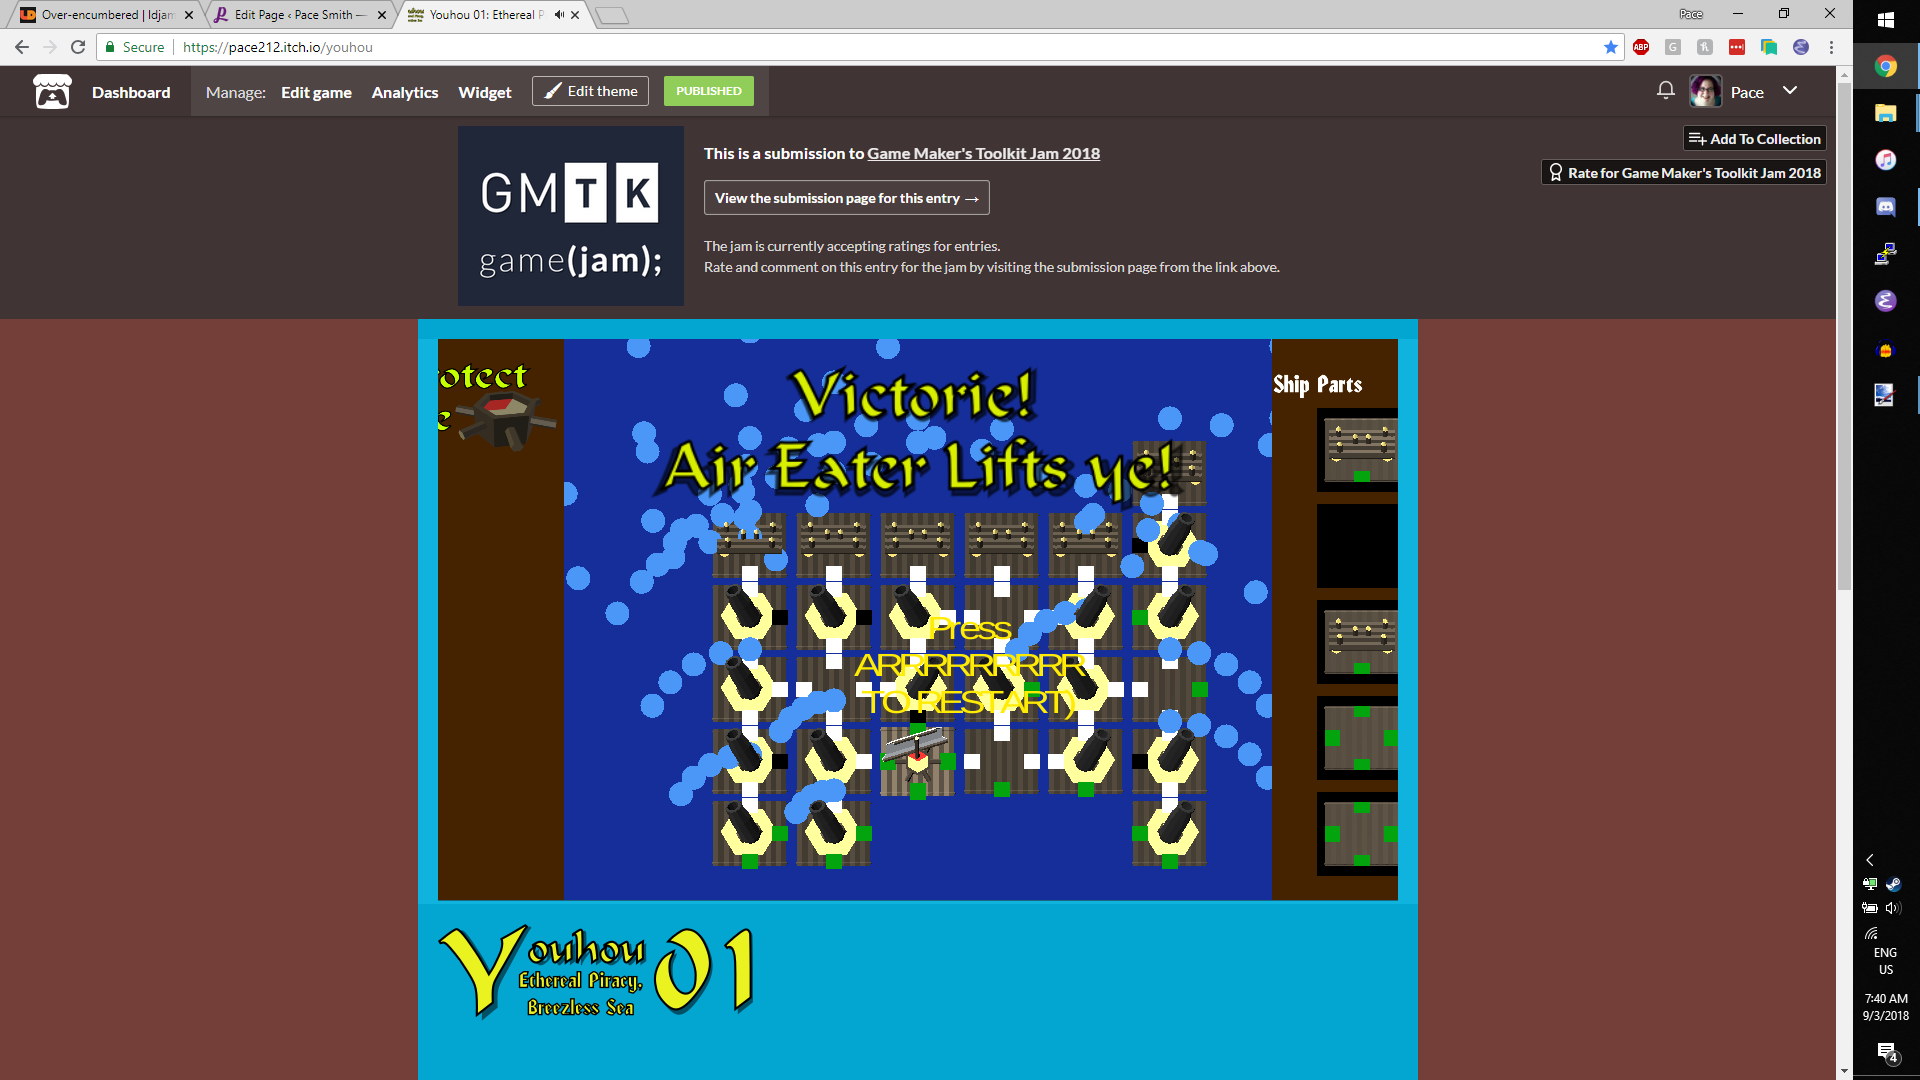 Over-encumbered | ldjam
Edit Page ‹ Pace Smith —
Youhou 01: Ethereal P
Pace
Secure
https://pace212.itch.io/youhou
ABP
G
Dashboard
Manage:
Edit game
Analytics
Widget
Edit theme
PUBLISHED
Pace
Add To Collection
Rate for Game Maker's Toolkit Jam 2018
GMTK
game(jam);
This is a submission to Game Maker's Toolkit Jam 2018
View the submission page for this entry →
The jam is currently accepting ratings for entries.
Rate and comment on this entry for the jam by visiting the submission page from the link above.
otect
e
Victorie!
Air Eater Lifts ye!
Ship Parts
Press
ARRRRRRRRR
TO RESTART)
Youhou 01
Ethereal Piracy,
Breezless Sea
ENG
US
7:40 AM
9/3/2018
4